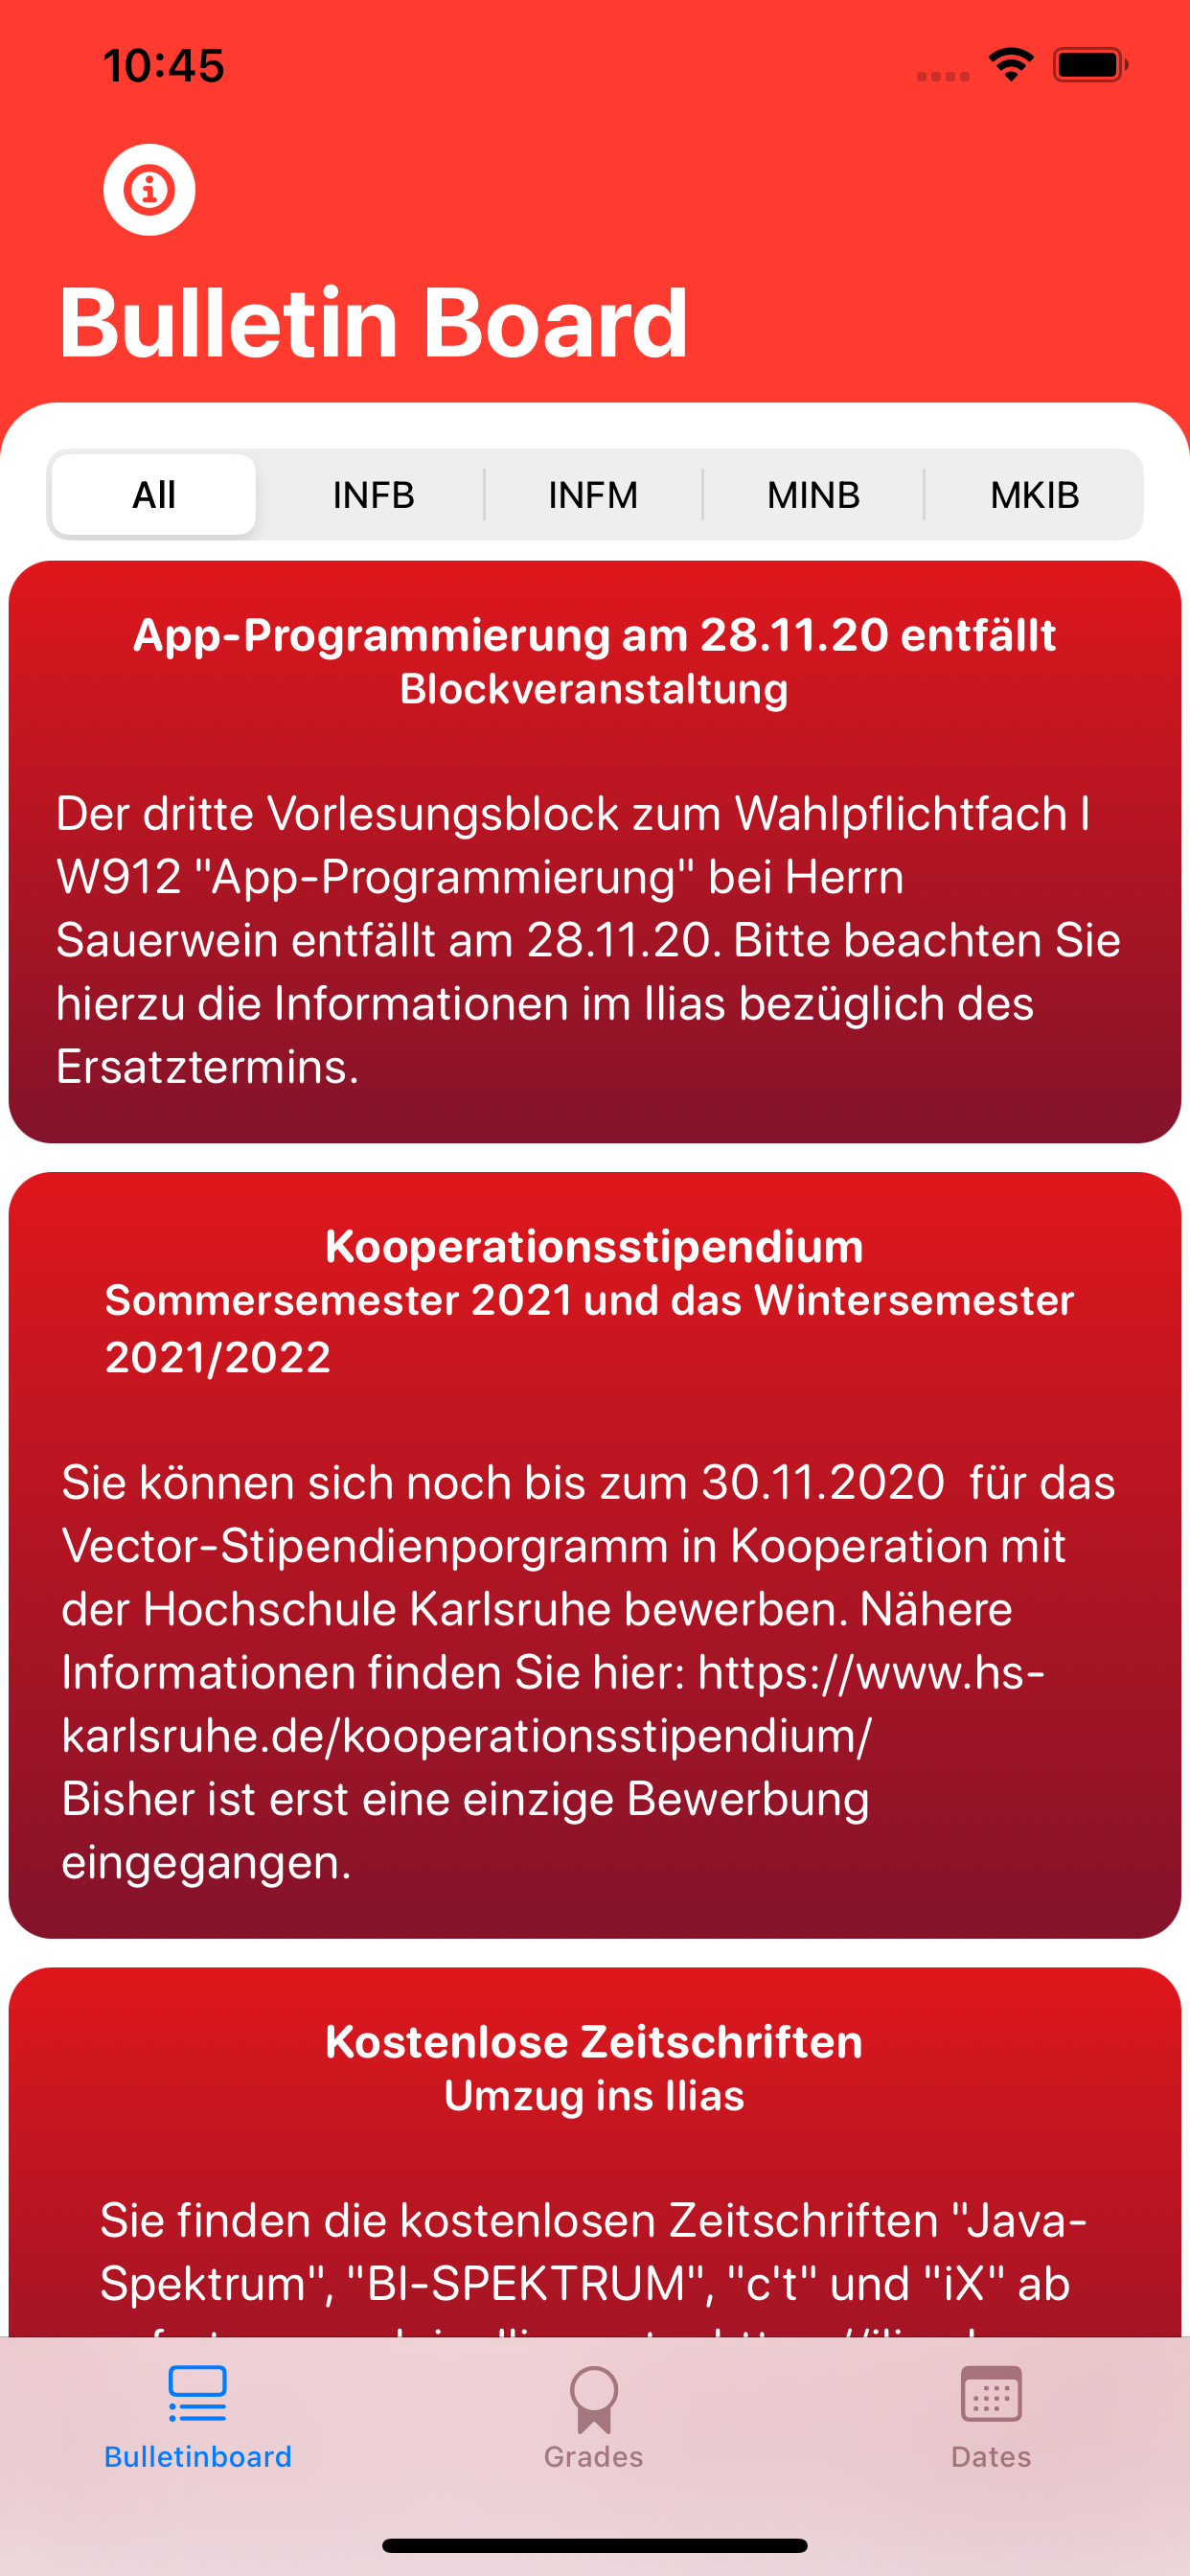 10:45
Bulletin Board
All INFB INFM MINB MKIB
App-Programmierung am 28.11.20 entfällt
Blockveranstaltung
Der dritte Vorlesungsblock zum Wahlpflichtfach I
W912 "App-Programmierung" bei Herrn
Sauerwein entfällt am 28.11.20. Bitte beachten Sie
hierzu die Informationen im Ilias bezüglich des
Ersatztermins.
Kooperationsstipendium
Sommersemester 2021 und das Wintersemester
2021/2022
Sie können sich noch bis zum 30.11.2020  für das
Vector-Stipendienporgramm in Kooperation mit
der Hochschule Karlsruhe bewerben. Nähere
Informationen finden Sie hier: https://www.hs-
karlsruhe.de/kooperationsstipendium/
Bisher ist erst eine einzige Bewerbung
eingegangen.
Kostenlose Zeitschriften
Umzug ins Ilias
Sie finden die kostenlosen Zeitschriften "Java-
Spektrum", "BI-SPEKTRUM", "c't" und "iX" ab
Bulletinboard Grades Dates